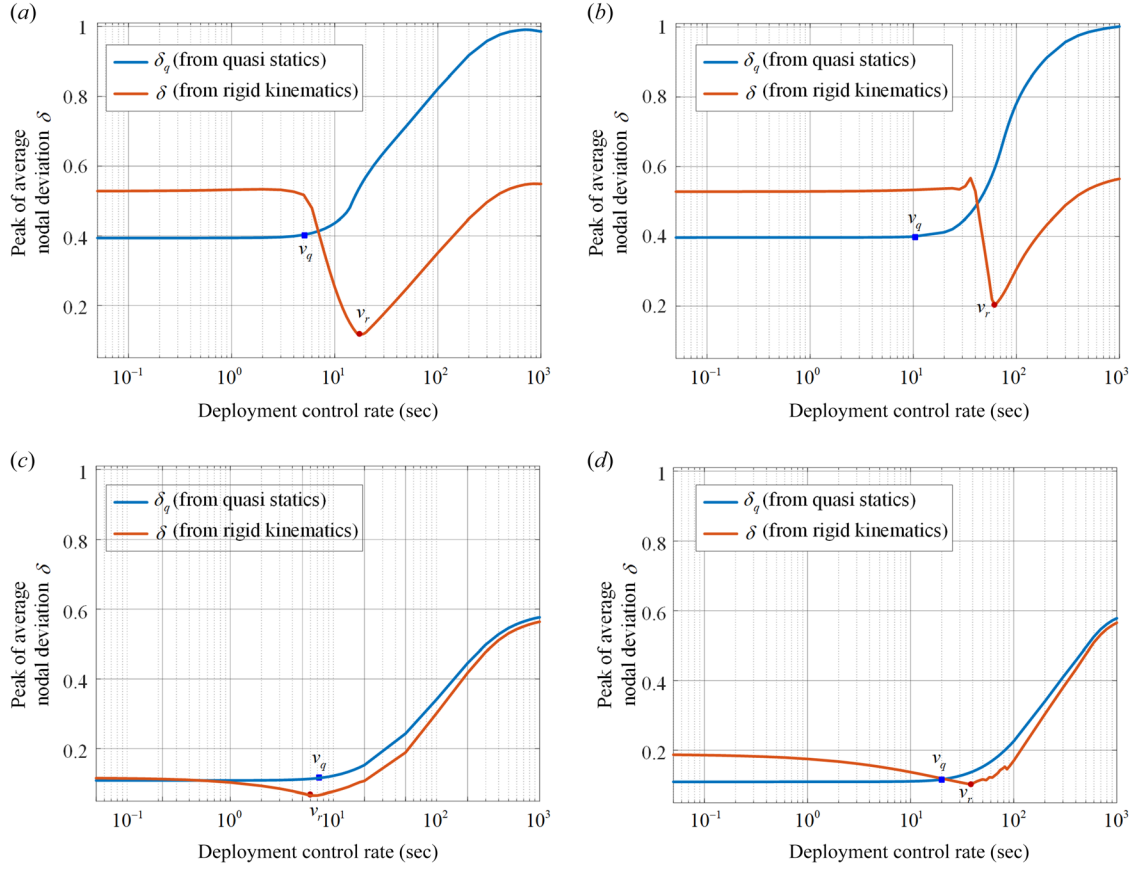 (a)
1
0.8
0.6
0.4
0.2
Peak of average
nodal deviation δ
δq (from quasi statics)
δ (from rigid kinematics)
vq
vr
10⁻¹ 10⁰ 10¹ 10² 10³
Deployment control rate (sec)
(b)
1
0.8
0.6
0.4
0.2
Peak of average
nodal deviation δ
δq (from quasi statics)
δ (from rigid kinematics)
vq
vr
10⁻¹ 10⁰ 10¹ 10² 10³
Deployment control rate (sec)
(c)
1
0.8
0.6
0.4
0.2
Peak of average
nodal deviation δ
δq (from quasi statics)
δ (from rigid kinematics)
vq
vr
10⁻¹ 10⁰ 10¹ 10² 10³
Deployment control rate (sec)
(d)
1
0.8
0.6
0.4
0.2
Peak of average
nodal deviation δ
δq (from quasi statics)
δ (from rigid kinematics)
vq
vr
10⁻¹ 10⁰ 10¹ 10² 10³
Deployment control rate (sec)